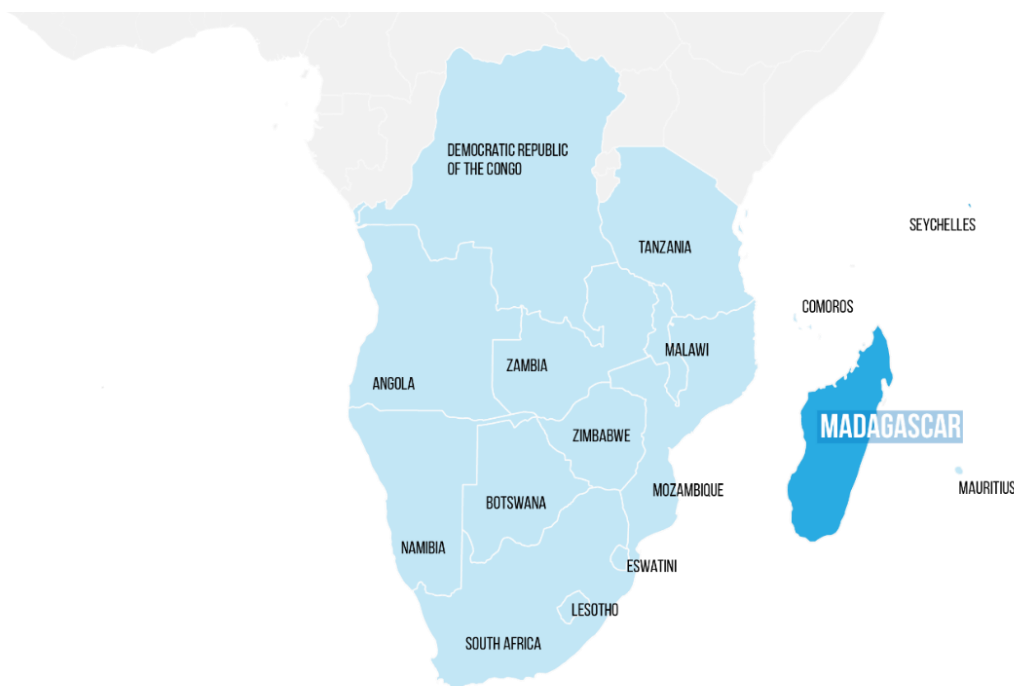 DEMOCRATIC REPUBLIC
OF THE CONGO
SEYCHELLES
TANZANIA
COMOROS
MALAWI
ZAMBIA
ANGOLA
MADAGASCAR
ZIMBABWE
MAURITIUS
MOZAMBIQUE
BOTSWANA
NAMIBIA
ESWATINI
LESOTHO
SOUTH AFRICA